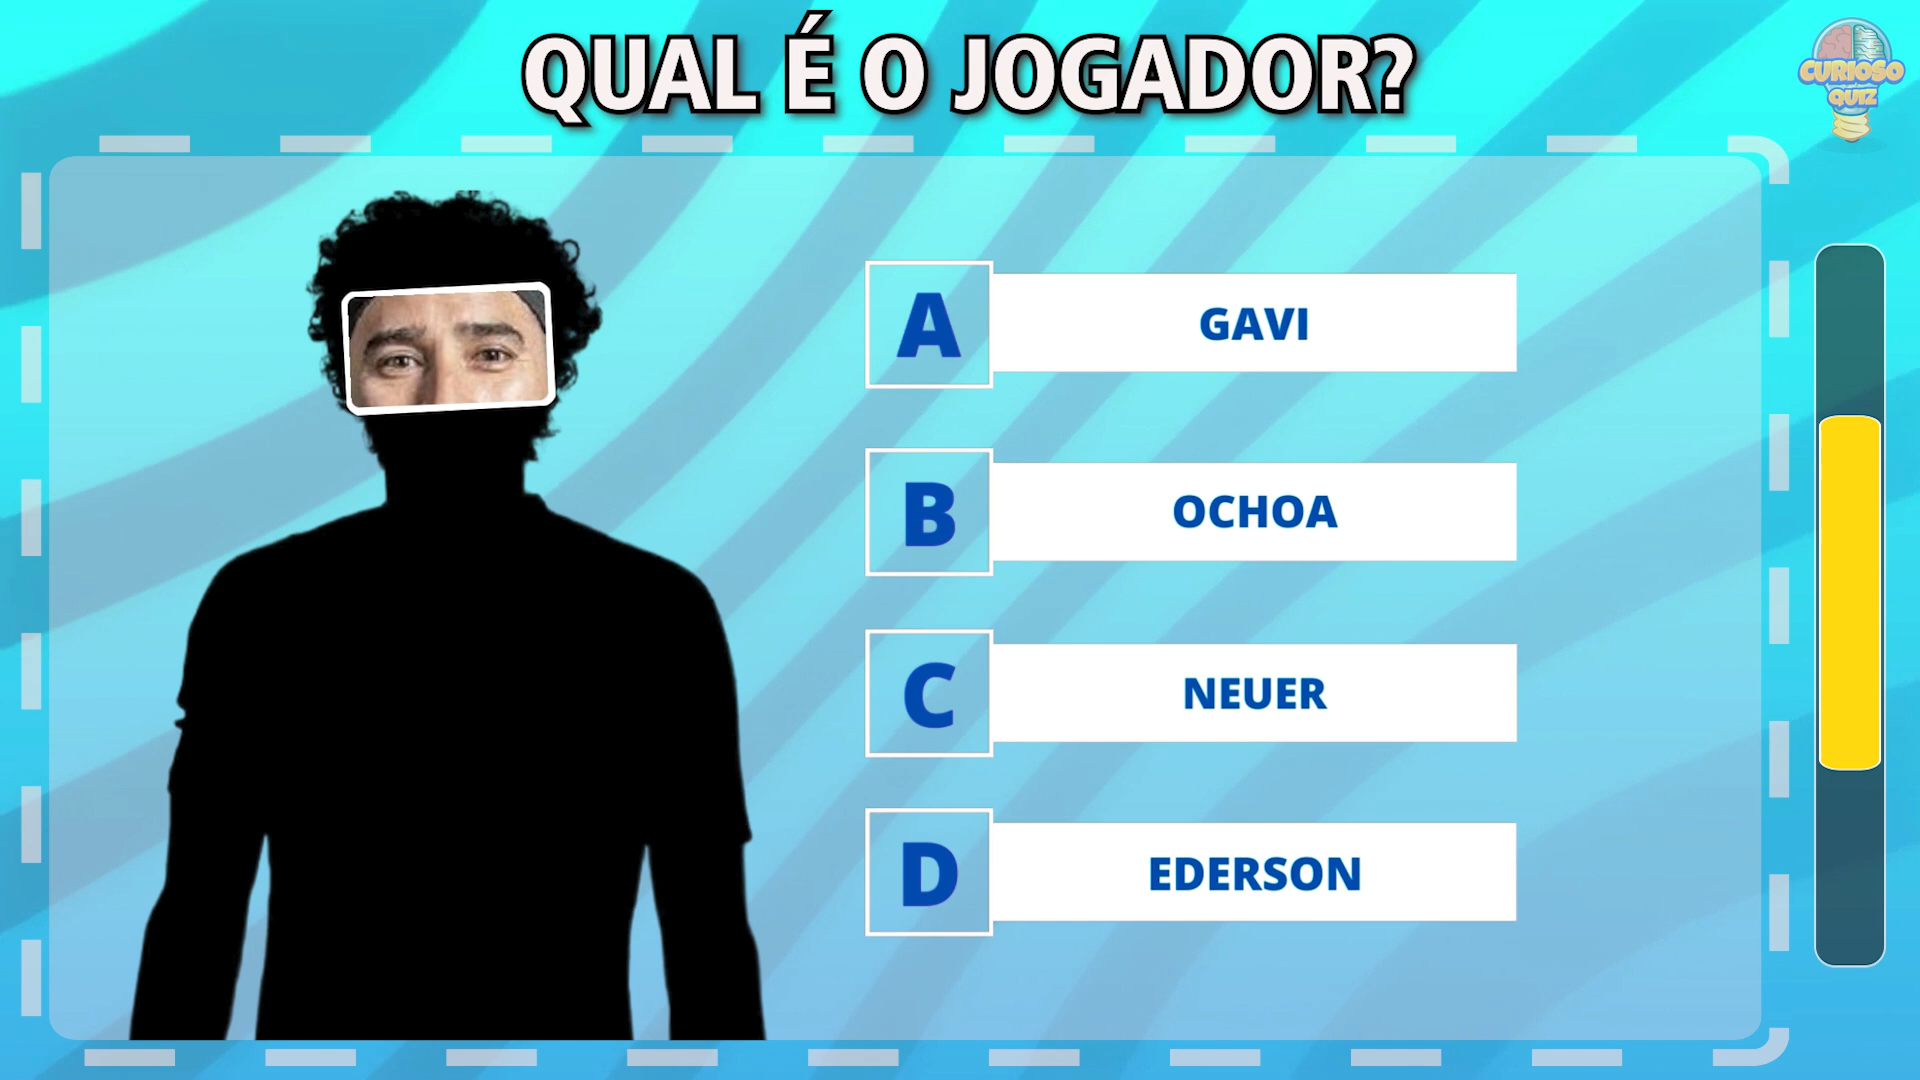 QUAL É O JOGADOR?
CURIOSO
QUIZ
A
GAVI
B
OCHOA
C
NEUER
D
EDERSON